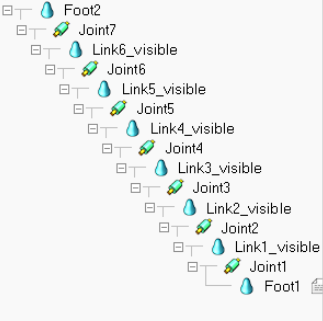 Foot2
Joint7
Link6_visible
Joint6
Link5_visible
Joint5
Link4_visible
Joint4
Link3_visible
Joint3
Link2_visible
Joint2
Link1_visible
Joint1
Foot1